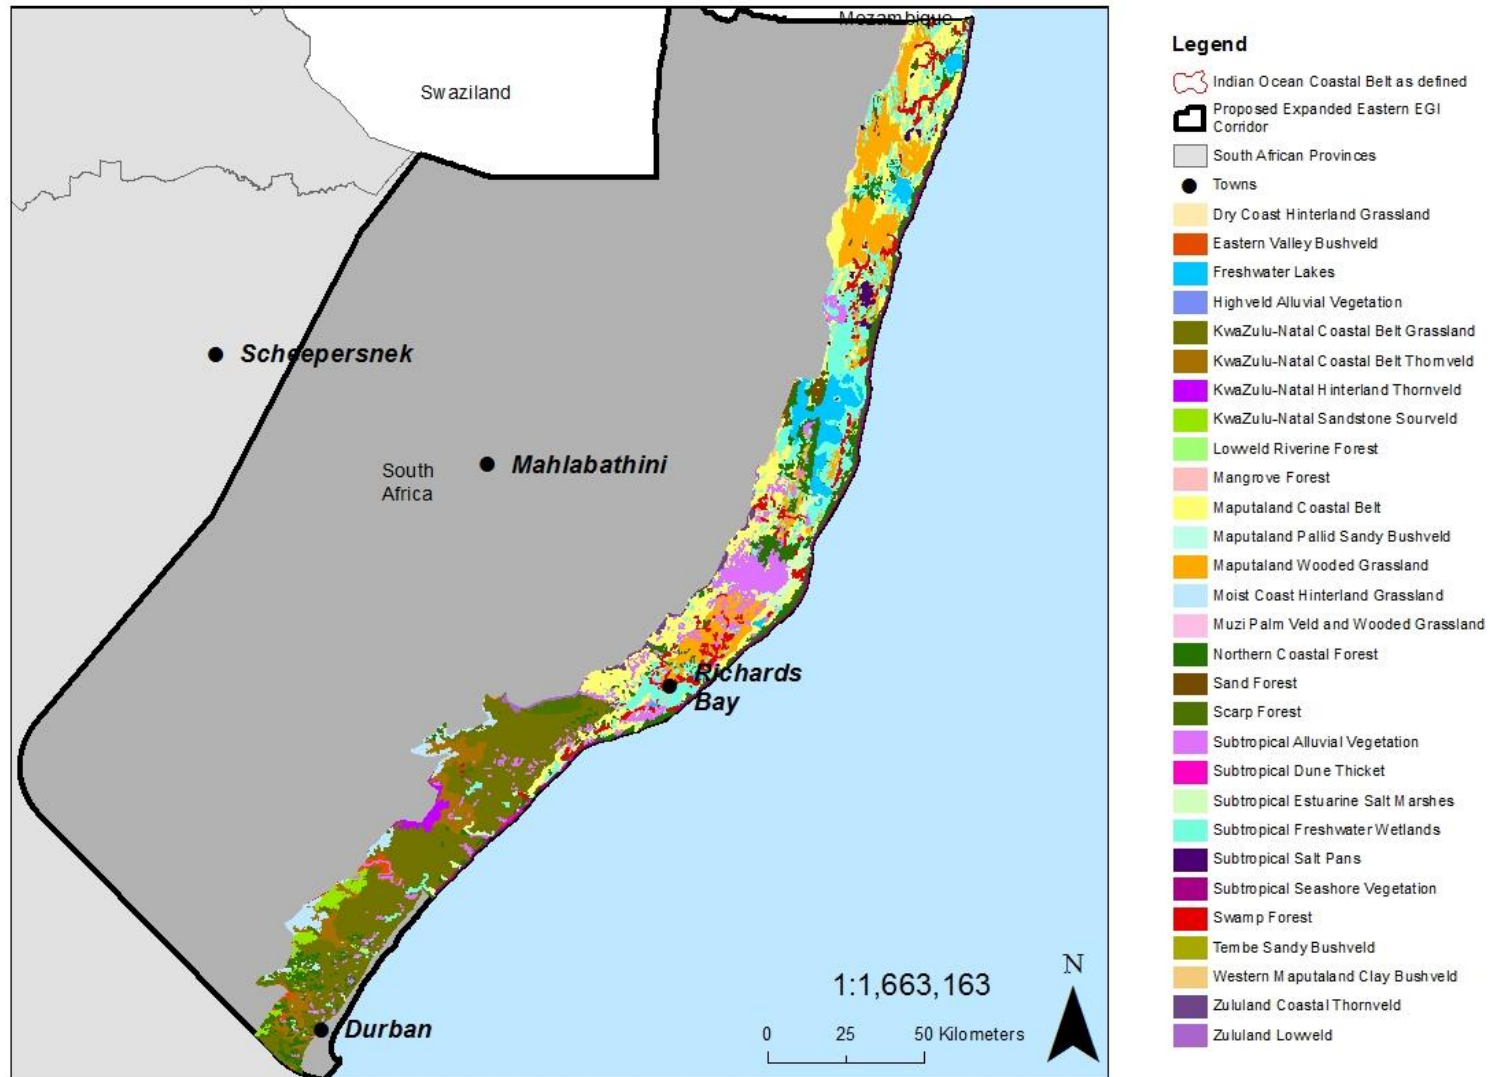 Mozambique
Swaziland
Scheepersnek
South
Africa
Mahlabathini
Richards
Bay
Durban
1:1,663,163
N
0 25 50 Kilometers
Legend
Indian Ocean Coastal Belt as defined
Proposed Expanded Eastern EGI
Corridor
South African Provinces
Towns
Dry Coast Hinterland Grassland
Eastern Valley Bushveld
Freshwater Lakes
Highveld Alluvial Vegetation
KwaZulu-Natal Coastal Belt Grassland
KwaZulu-Natal Coastal Belt Thornveld
KwaZulu-Natal Hinterland Thornveld
KwaZulu-Natal Sandstone Sourveld
Lowveld Riverine Forest
Mangrove Forest
Maputaland Coastal Belt
Maputaland Pallid Sandy Bushveld
Maputaland Wooded Grassland
Moist Coast Hinterland Grassland
Muzi Palm Veld and Wooded Grassland
Northern Coastal Forest
Sand Forest
Scarp Forest
Subtropical Alluvial Vegetation
Subtropical Dune Thicket
Subtropical Estuarine Salt Marshes
Subtropical Freshwater Wetlands
Subtropical Salt Pans
Subtropical Seashore Vegetation
Swamp Forest
Tembe Sandy Bushveld
Western Maputaland Clay Bushveld
Zululand Coastal Thornveld
Zululand Lowveld